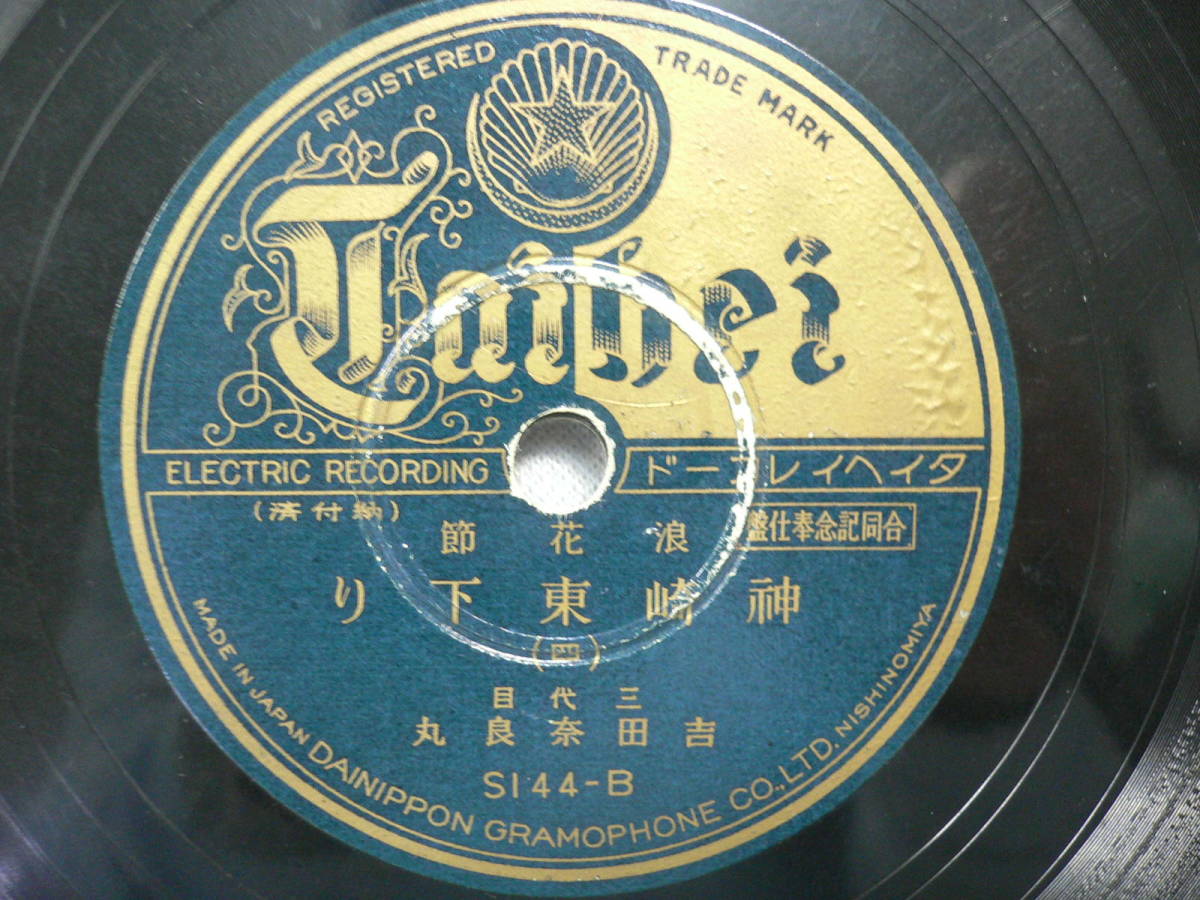 REGISTERED TRADE MARK
Taihei
ELECTRIC RECORDING
タイヘイレコード
(納付済)
合同記念奉仕盤
浪花節
神崎東下り
(四)
三代目
吉田奈良丸
S144-B
MADE IN JAPAN DAINIPPON GRAMOPHONE CO., LTD. NISHINOMIYA